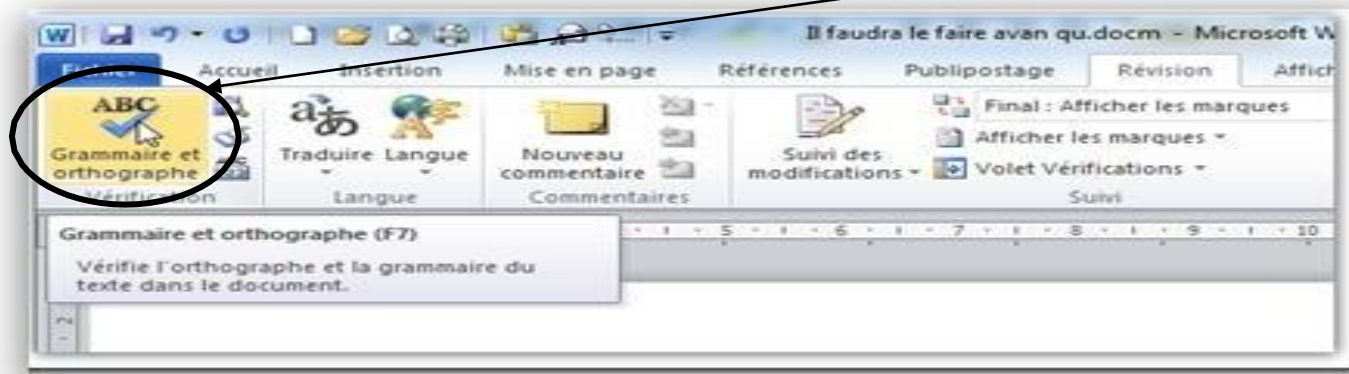 W Il faudra le faire avan qu.docm - Microsoft W
Fichier Accueil Insertion Mise en page Références Publipostage Révision Affich
ABC
Grammaire et
orthographe
Traduire Langue
Nouveau
commentaire
Suivi des
modifications
Final : Afficher les marques
Afficher les marques
Volet Vérifications
Vérification Langue Commentaires Suivi
5 6 7 8 9 10
Grammaire et orthographe (F7)
Vérifie l'orthographe et la grammaire du
texte dans le document.
2